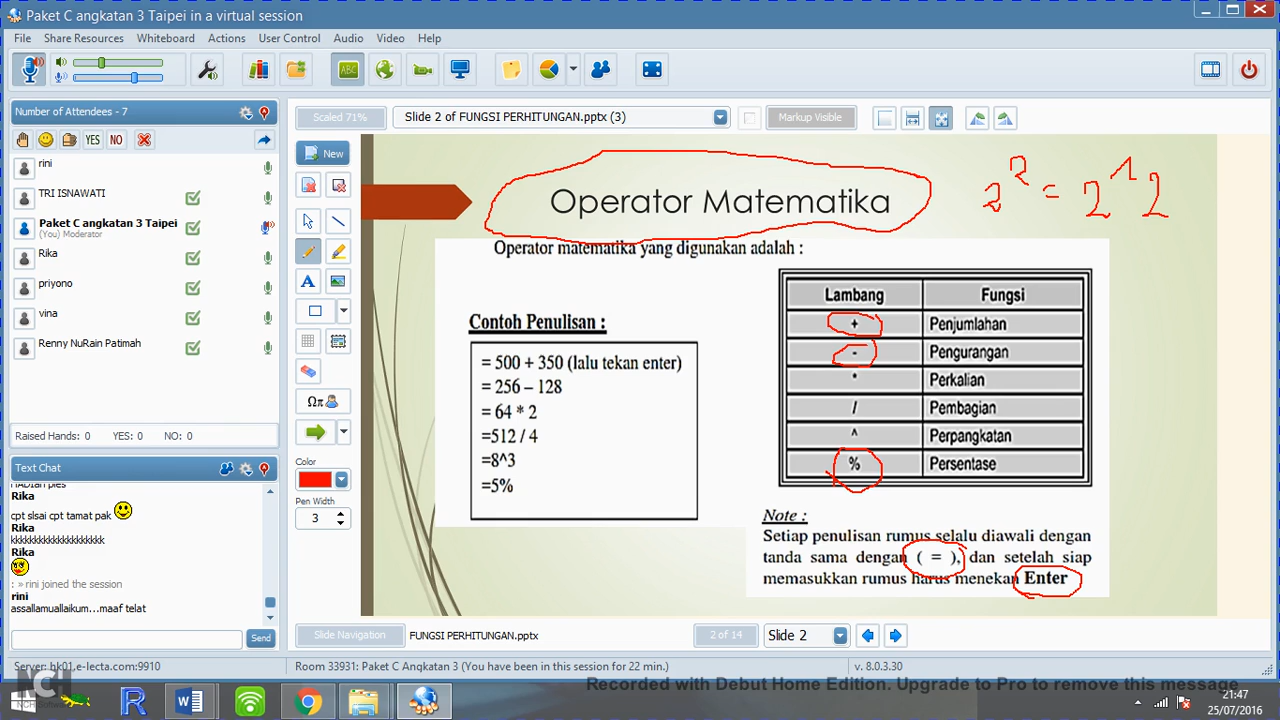 Paket C angkatan 3 Taipei in a virtual session
File Share Resources Whiteboard Actions User Control Audio Video Help
ABC
Number of Attendees - 7
YES NO
rini
TRI ISNAWATI
Paket C angkatan 3 Taipei
(You) Moderator
Rika
priyono
vina
Renny NuRain Patimah
Raised Hands: 0 YES: 0 NO: 0
Text Chat
Rika
cpt slsai cpt tamat pak
Rika
kkkkkkkkkkkkkkkkkk
Rika
: » rini joined the session
rini
assallamuallaikum...maaf telat
Send
Scaled 71% Slide 2 of FUNGSI PERHITUNGAN.pptx (3) Markup Visible
New
A
Ωπ
Color
Pen Width
3
Operator Matematika
2^2 = 2^2
Operator matematika yang digunakan adalah :
Contoh Penulisan :
= 500 + 350 (lalu tekan enter)
= 256 – 128
= 64 * 2
=512 / 4
=8^3
=5%
Lambang Fungsi
+ Penjumlahan
- Pengurangan
* Perkalian
/ Pembagian
^ Perpangkatan
% Persentase
Note :
Setiap penulisan rumus selalu diawali dengan
tanda sama dengan ( = ), dan setelah siap
memasukkan rumus harus menekan Enter
Slide Navigation FUNGSI PERHITUNGAN.pptx 2 of 14 Slide 2
Server: hk01.e-lecta.com:9910 Room 33931: Paket C Angkatan 3 (You have been in this session for 22 min.) v. 8.0.3.30
Recorded with Debut Home Edition. Upgrade to Pro to remove this message
NCH Software
21:47
25/07/2016